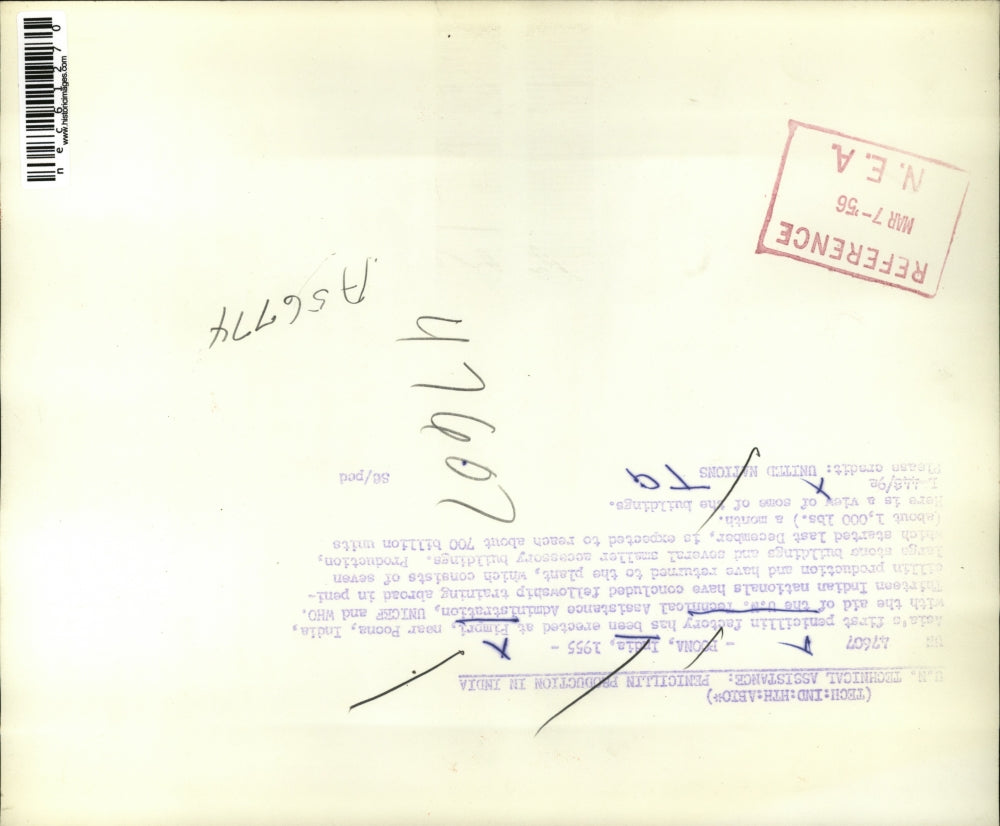 (TECH:IND:HTH:ABIO*)
U.N. TECHNICAL ASSISTANCE: PENICILLIN PRODUCTION IN INDIA
UN 47607 - POONA, India, 1955 -
Asia's first penicillin factory has been erected at Pimpri, near Poona, India,
with the aid of the U.N. Technical Assistance Administration, UNICEF and WHO.
Thirteen Indian nationals have concluded fellowship training abroad in peni-
cillin production and have returned to the plant, which consists of seven
large stone buildings and several smaller accessory buildings. Production,
which started last December, is expected to reach about 700 billion units
(about 1,000 lbs.) a month.
Here is a view of some of the buildings.
Please credit: UNITED NATIONS
56/pcd
47607
A56774
REFERENCE
MAR 7-'56
N. E. A.
nec61270
www.historicimages.com